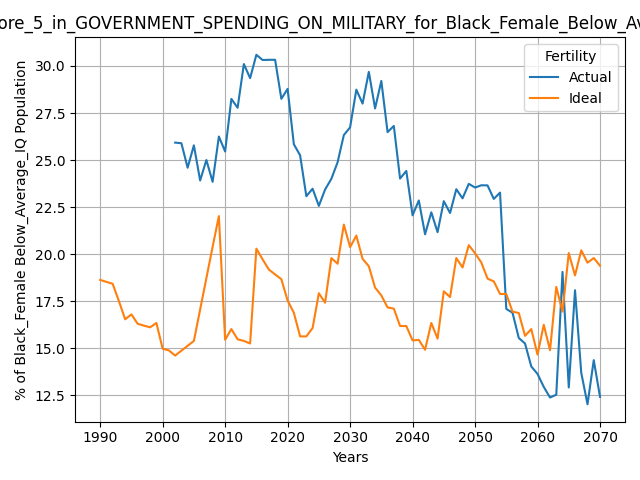 ore_5_in_GOVERNMENT_SPENDING_ON_MILITARY_for_Black_Female_Below_Av
Fertility
Actual
Ideal
30.0
27.5
25.0
22.5
20.0
17.5
15.0
12.5
% of Black_Female Below_Average_IQ Population
1990 2000 2010 2020 2030 2040 2050 2060 2070
Years